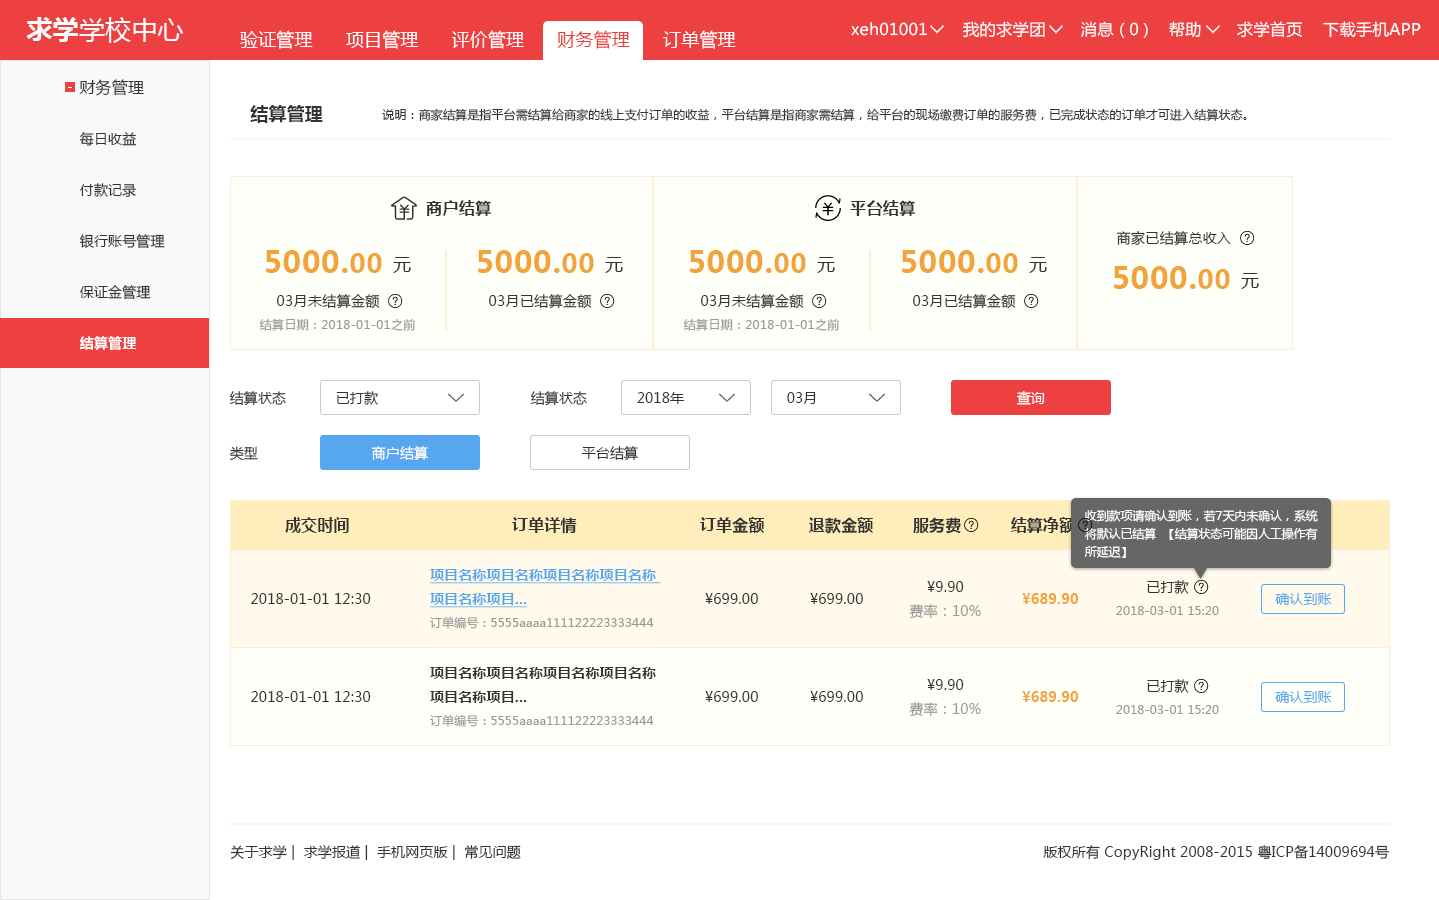 求学学校中心
验证管理 项目管理 评价管理 财务管理 订单管理
xeh01001 我的求学团 消息（0） 帮助 求学首页 下载手机APP
财务管理
每日收益
付款记录
银行账号管理
保证金管理
结算管理
结算管理
说明：商家结算是指平台需结算给商家的线上支付订单的收益，平台结算是指商家需结算，给平台的现场缴费订单的服务费，已完成状态的订单才可进入结算状态。
商户结算
5000.00 元 5000.00 元
03月未结算金额 ? 03月已结算金额 ?
结算日期：2018-01-01之前
平台结算
5000.00 元 5000.00 元
03月未结算金额 ? 03月已结算金额 ?
结算日期：2018-01-01之前
商家已结算总收入 ?
5000.00 元
结算状态 已打款 结算状态 2018年 03月 查询
类型 商户结算 平台结算
成交时间 订单详情 订单金额 退款金额 服务费 ? 结算净额 ?
收到款项请确认到账，若7天内未确认，系统
将默认已结算 【结算状态可能因人工操作有
所延迟】
2018-01-01 12:30
项目名称项目名称项目名称项目名称
项目名称项目...
订单编号：5555aaaa111122223333444
¥699.00 ¥699.00
¥9.90
费率：10%
¥689.90
已打款 ?
2018-03-01 15:20
确认到账
2018-01-01 12:30
项目名称项目名称项目名称项目名称
项目名称项目...
订单编号：5555aaaa111122223333444
¥699.00 ¥699.00
¥9.90
费率：10%
¥689.90
已打款 ?
2018-03-01 15:20
确认到账
关于求学 | 求学报道 | 手机网页版 | 常见问题
版权所有 CopyRight 2008-2015 粤ICP备14009694号